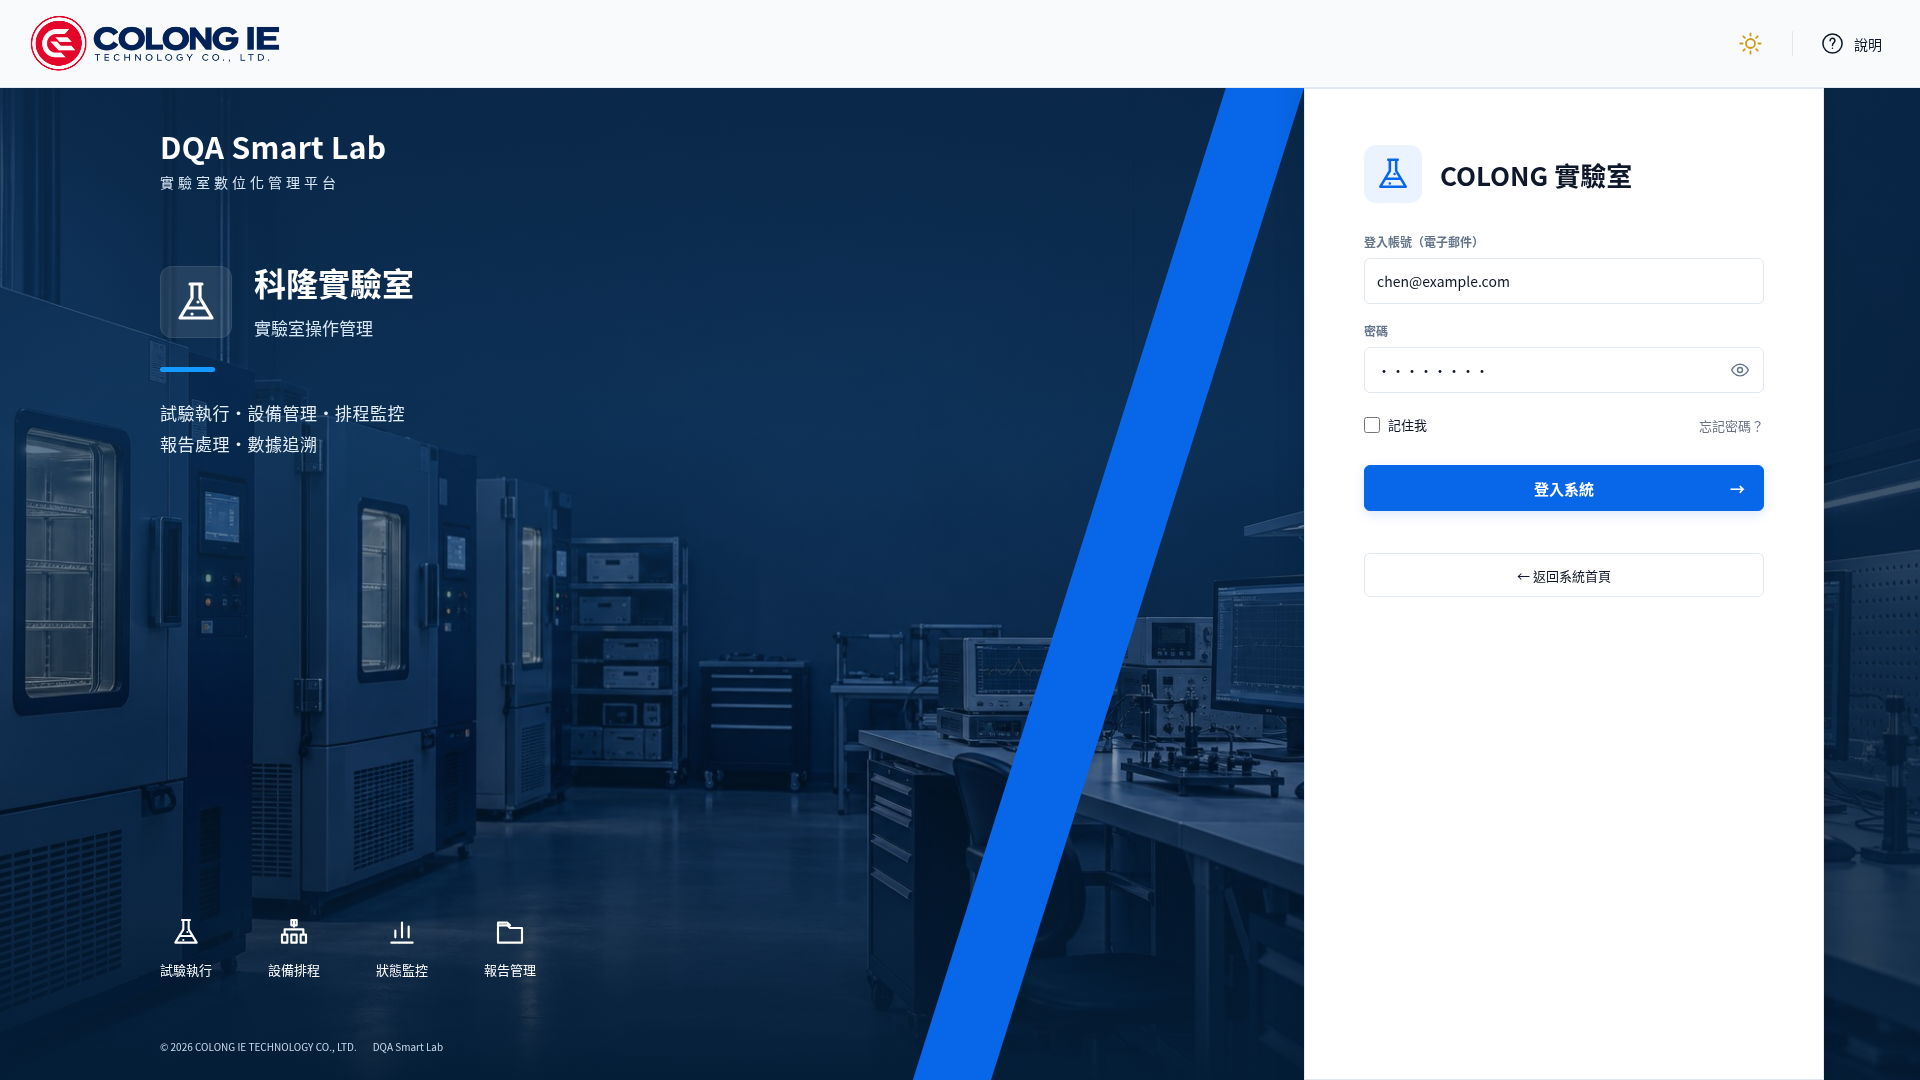 COLONG IE
TECHNOLOGY CO., LTD.
說明
DQA Smart Lab
實驗室數位化管理平台
科隆實驗室
實驗室操作管理
試驗執行・設備管理・排程監控
報告處理・數據追溯
試驗執行
設備排程
狀態監控
報告管理
© 2026 COLONG IE TECHNOLOGY CO., LTD. DQA Smart Lab
COLONG 實驗室
登入帳號（電子郵件）
chen@example.com
密碼
記住我
忘記密碼？
登入系統 →
← 返回系統首頁